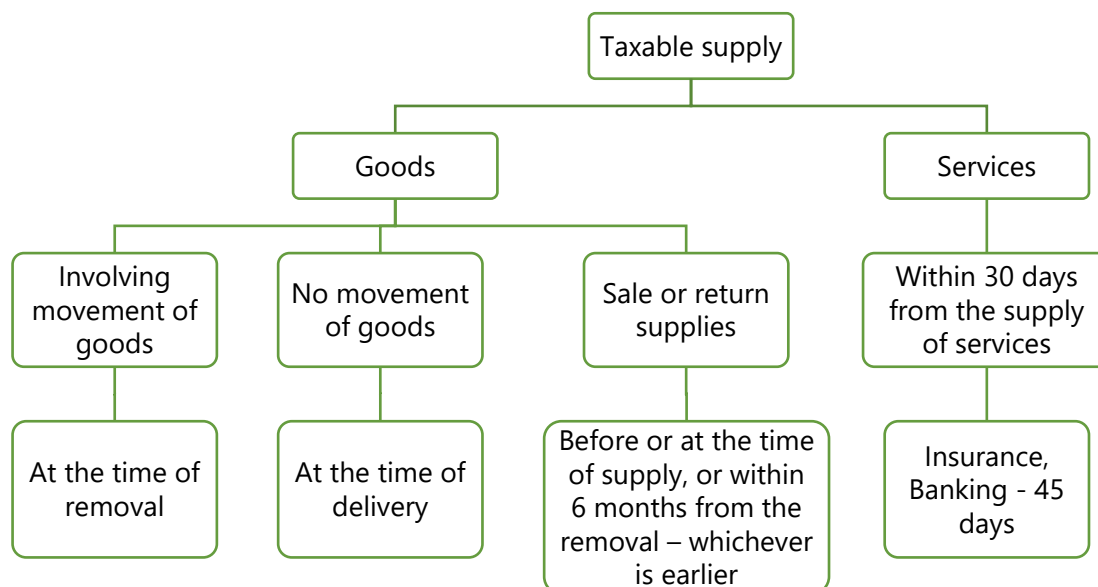 Taxable supply
Goods
Services
Involving
movement of
goods
No movement
of goods
Sale or return
supplies
Within 30 days
from the supply
of services
At the time of
removal
At the time of
delivery
Before or at the time
of supply, or within
6 months from the
removal – whichever
is earlier
Insurance,
Banking - 45
days